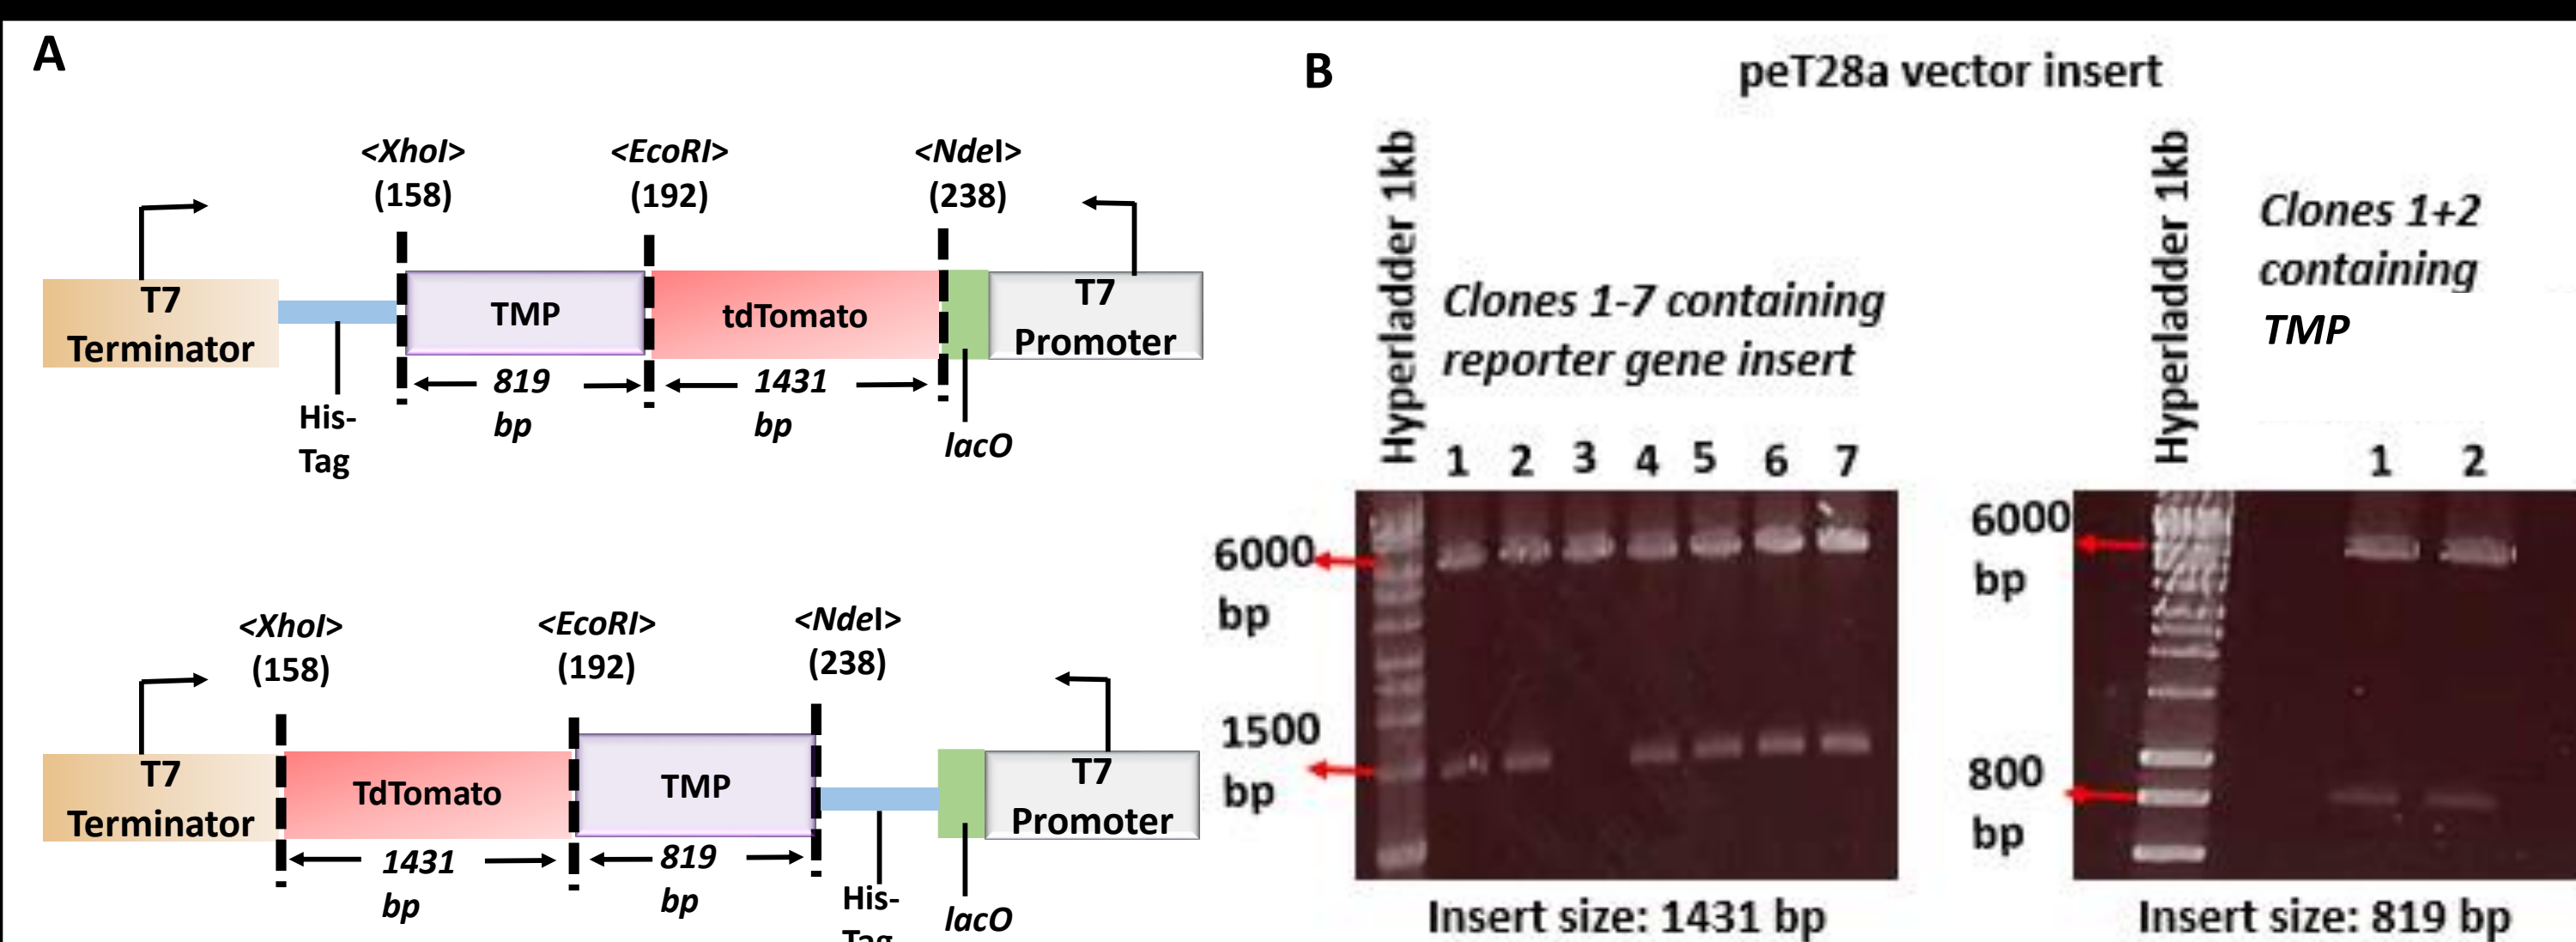 A
<XhoI>
(158)
<EcoRI>
(192)
<NdeI>
(238)
T7
Terminator
TMP
tdTomato
T7
Promoter
819
bp
1431
bp
His-
Tag
lacO
<XhoI>
(158)
<EcoRI>
(192)
<NdeI>
(238)
T7
Terminator
TdTomato
TMP
T7
Promoter
1431
bp
819
bp
His-
Tag
lacO
B
peT28a vector insert
Hyperladder 1kb
Clones 1-7 containing
reporter gene insert
1 2 3 4 5 6 7
6000
bp
1500
bp
Insert size: 1431 bp
Hyperladder 1kb
Clones 1+2
containing
TMP
1 2
6000
bp
800
bp
Insert size: 819 bp